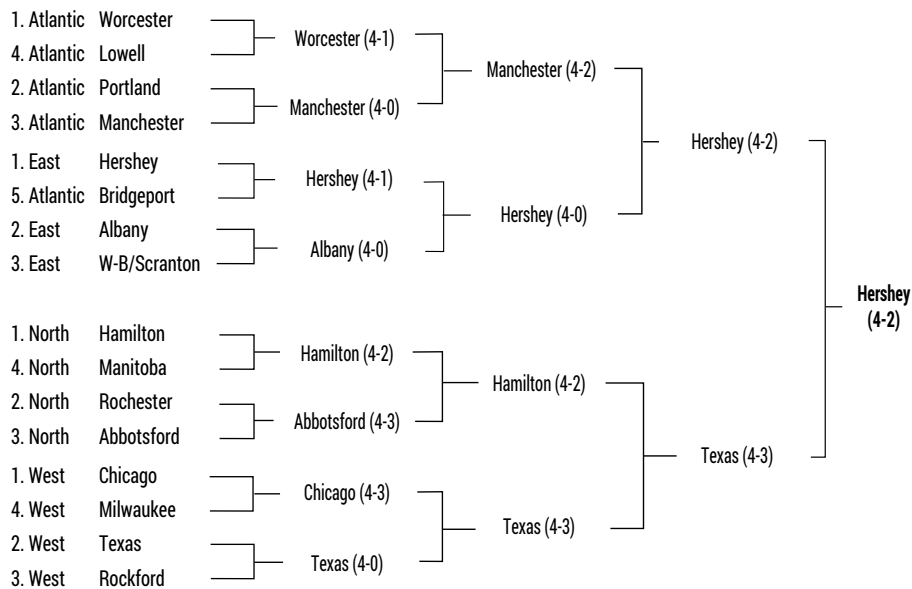 1. Atlantic Worcester
4. Atlantic Lowell
2. Atlantic Portland
3. Atlantic Manchester
1. East Hershey
5. Atlantic Bridgeport
2. East Albany
3. East W-B/Scranton
1. North Hamilton
4. North Manitoba
2. North Rochester
3. North Abbotsford
1. West Chicago
4. West Milwaukee
2. West Texas
3. West Rockford
Worcester (4-1)
Manchester (4-0)
Hershey (4-1)
Albany (4-0)
Hamilton (4-2)
Abbotsford (4-3)
Chicago (4-3)
Texas (4-0)
Manchester (4-2)
Hershey (4-0)
Hamilton (4-2)
Texas (4-3)
Hershey (4-2)
Texas (4-3)
Hershey
(4-2)